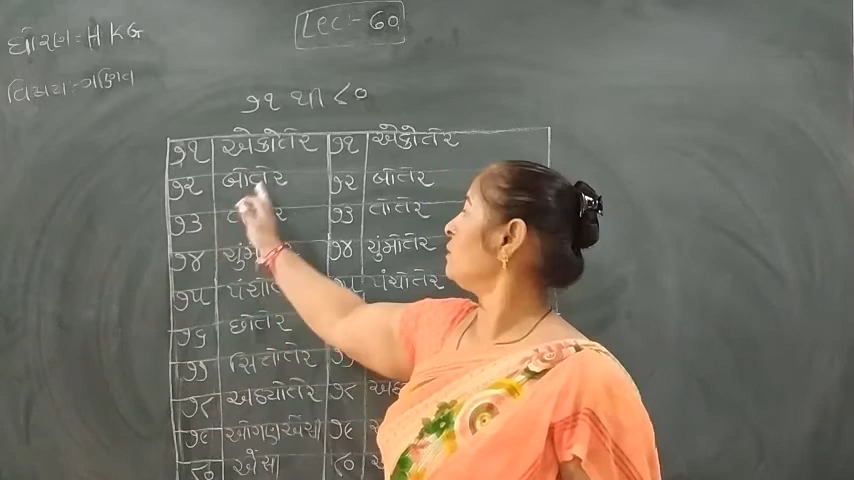 ધોરણ:- HKG
Lec:- 60
વિષય:- ગણિત
૭૧ થી ૮૦
૭૧ એકોતેર ૭૧ એકોતેર
૭૨ બોતેર ૭૨ બોતેર
૭૩ ૭૩ તોતેર
૭૪ ૭૪ ચુંમોતેર
૭૫ પંચોતેર
૭૬ છોતેર
૭૭ સિતોતેર
૭૮ અઠ્યોતેર ૭૮
૭૯ ઓગણએંસી ૭૯
૮૦ એંસી ૮૦